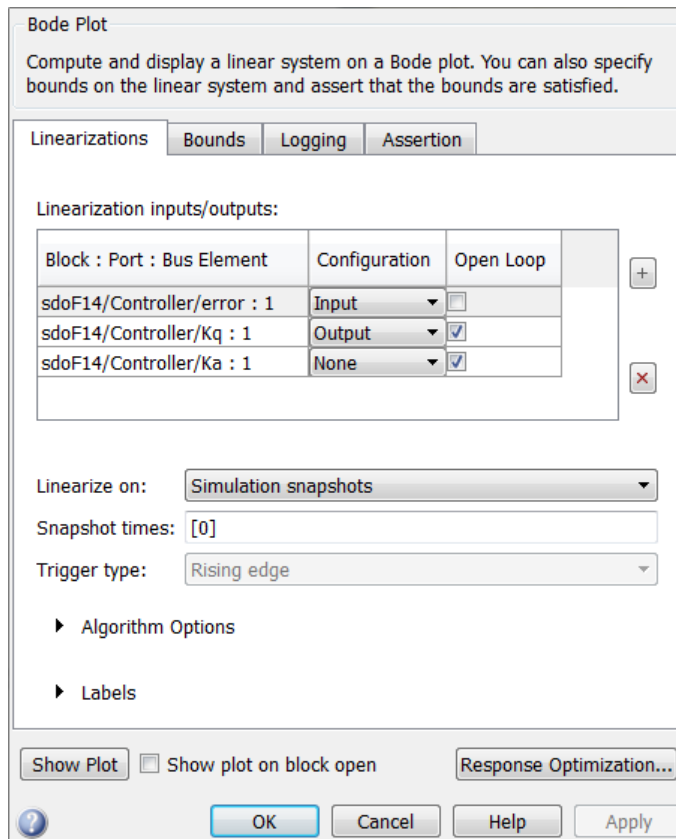 Bode Plot
Compute and display a linear system on a Bode plot. You can also specify
bounds on the linear system and assert that the bounds are satisfied.
Linearizations Bounds Logging Assertion
Linearization inputs/outputs:
Block : Port : Bus Element Configuration Open Loop
sdoF14/Controller/error : 1 Input
sdoF14/Controller/Kq : 1 Output
sdoF14/Controller/Ka : 1 None
Linearize on: Simulation snapshots
Snapshot times: [0]
Trigger type: Rising edge
Algorithm Options
Labels
Show Plot Show plot on block open Response Optimization...
OK Cancel Help Apply